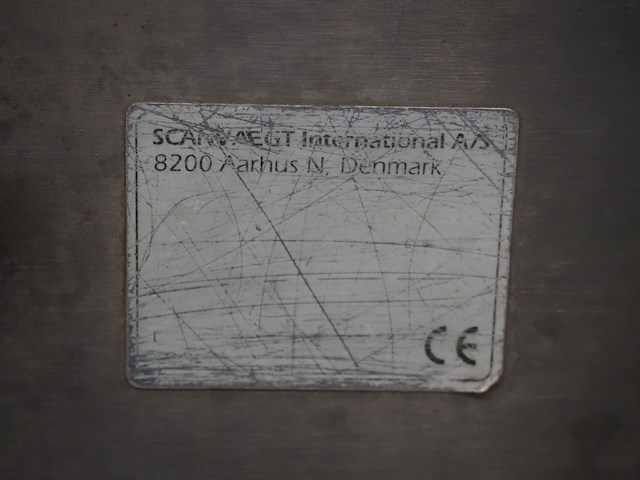 SCANVAEGT International A/S
8200 Aarhus N, Denmark
CE